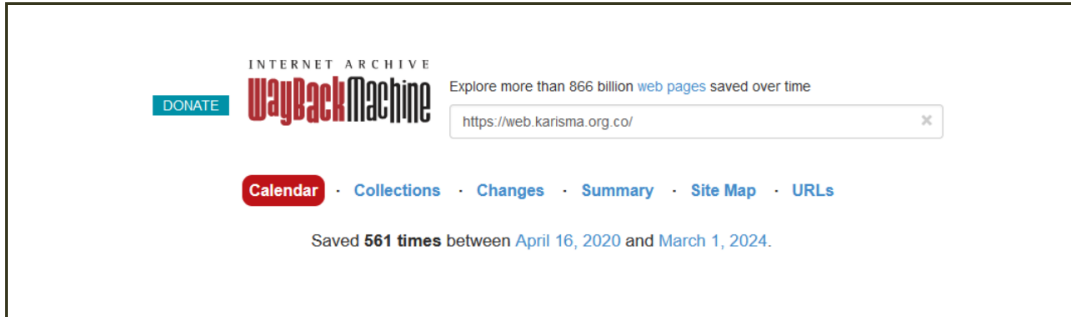 INTERNET ARCHIVE
WayBackMachine
DONATE
Explore more than 866 billion web pages saved over time
https://web.karisma.org.co/ ×
Calendar · Collections · Changes · Summary · Site Map · URLs
Saved 561 times between April 16, 2020 and March 1, 2024.